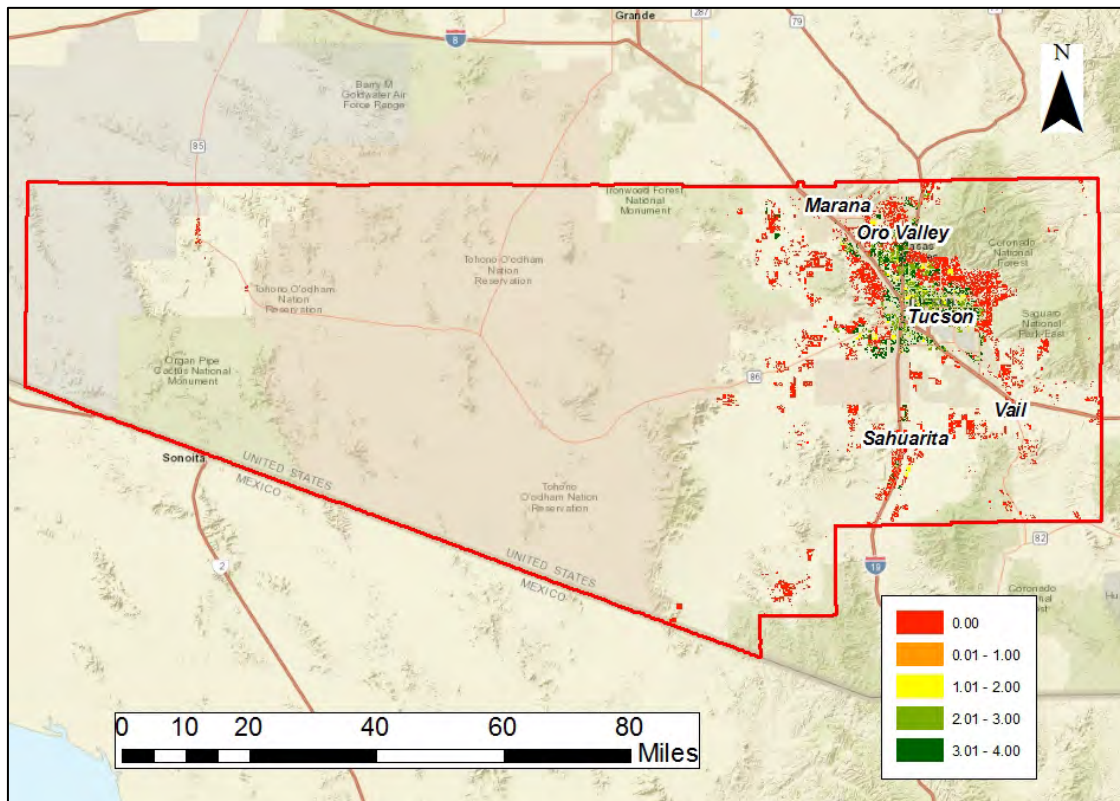 Grande
287
79
8
N
Barry M
Goldwater Air
Force Range
85
Ironwood Forest
National
Monument
Marana
Oro Valley
Coronado
National
Forest
Tohono O'odham
Nation
Reservation
Tohono O'odham
Nation
Reservation
Tucson
Saguaro
National
Park East
Organ Pipe
Cactus National
Monument
86
Vail
Sahuarita
Sonoita
UNITED STATES
MEXICO
Tohono
O'odham Nation
Reservation
82
UNITED STATES
MEXICO
2
19
Coronado
0.00
0.01 - 1.00
1.01 - 2.00
2.01 - 3.00
3.01 - 4.00
0 10 20 40 60 80
Miles